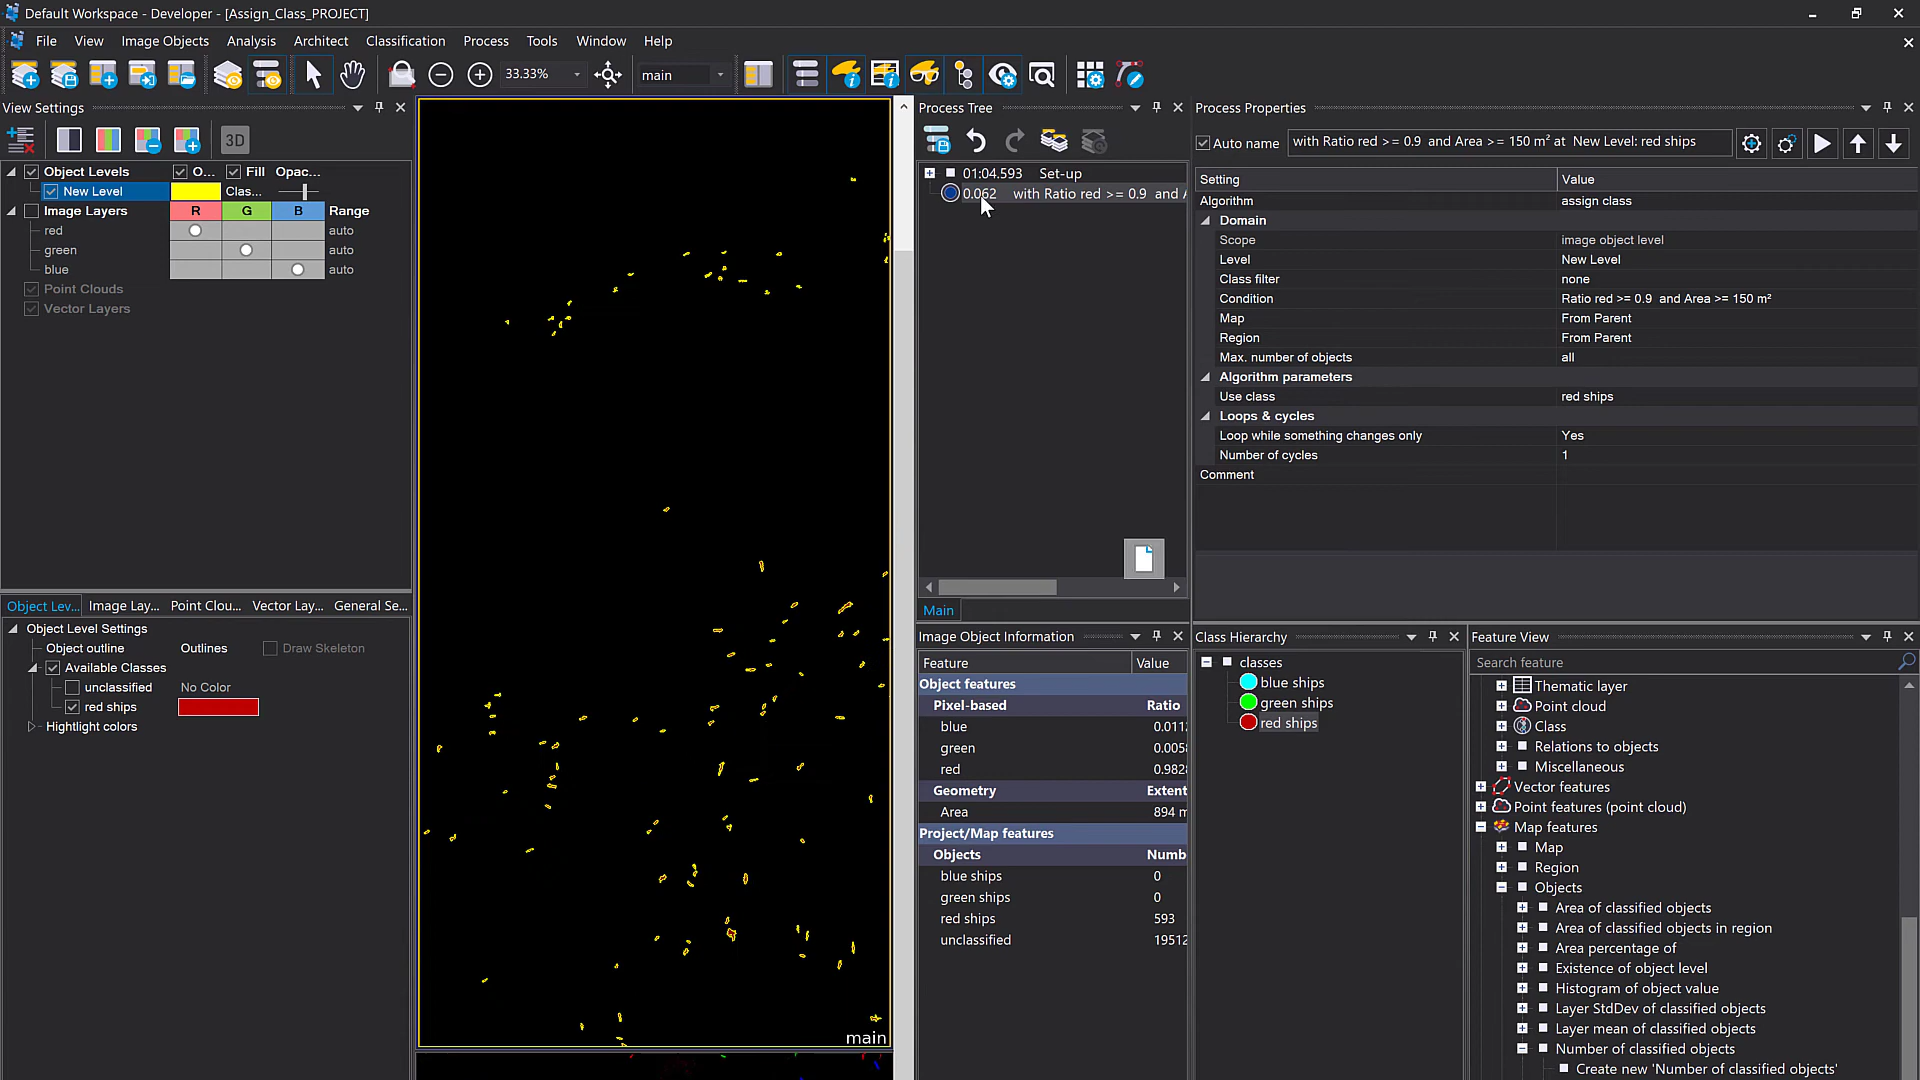 Default Workspace - Developer - [Assign_Class_PROJECT]
File View Image Objects Analysis Architect Classification Process Tools Window Help
33.33% main
View Settings
3D
Object Levels O... Fill Opac...
New Level Clas...
Image Layers R G B Range
red auto
green auto
blue auto
Point Clouds
Vector Layers
Object Lev... Image Lay... Point Clou... Vector Lay... General Se...
Object Level Settings
Object outline Outlines Draw Skeleton
Available Classes
unclassified No Color
red ships
Hightlight colors
main
Process Tree
01:04.593 Set-up
0.062 with Ratio red >= 0.9 and A
Main
Process Properties
Auto name with Ratio red >= 0.9 and Area >= 150 m² at New Level: red ships
Setting Value
Algorithm assign class
Domain
Scope image object level
Level New Level
Class filter none
Condition Ratio red >= 0.9 and Area >= 150 m²
Map From Parent
Region From Parent
Max. number of objects all
Algorithm parameters
Use class red ships
Loops & cycles
Loop while something changes only Yes
Number of cycles 1
Comment
Image Object Information
Feature Value
Object features
Pixel-based Ratio
blue 0.011
green 0.005
red 0.982
Geometry Extent
Area 894 m
Project/Map features
Objects Numb
blue ships 0
green ships 0
red ships 593
unclassified 19512
Class Hierarchy
classes
blue ships
green ships
red ships
Feature View
Search feature
Thematic layer
Point cloud
Class
Relations to objects
Miscellaneous
Vector features
Point features (point cloud)
Map features
Map
Region
Objects
Area of classified objects
Area of classified objects in region
Area percentage of
Existence of object level
Histogram of object value
Layer StdDev of classified objects
Layer mean of classified objects
Number of classified objects
Create new 'Number of classified objects'